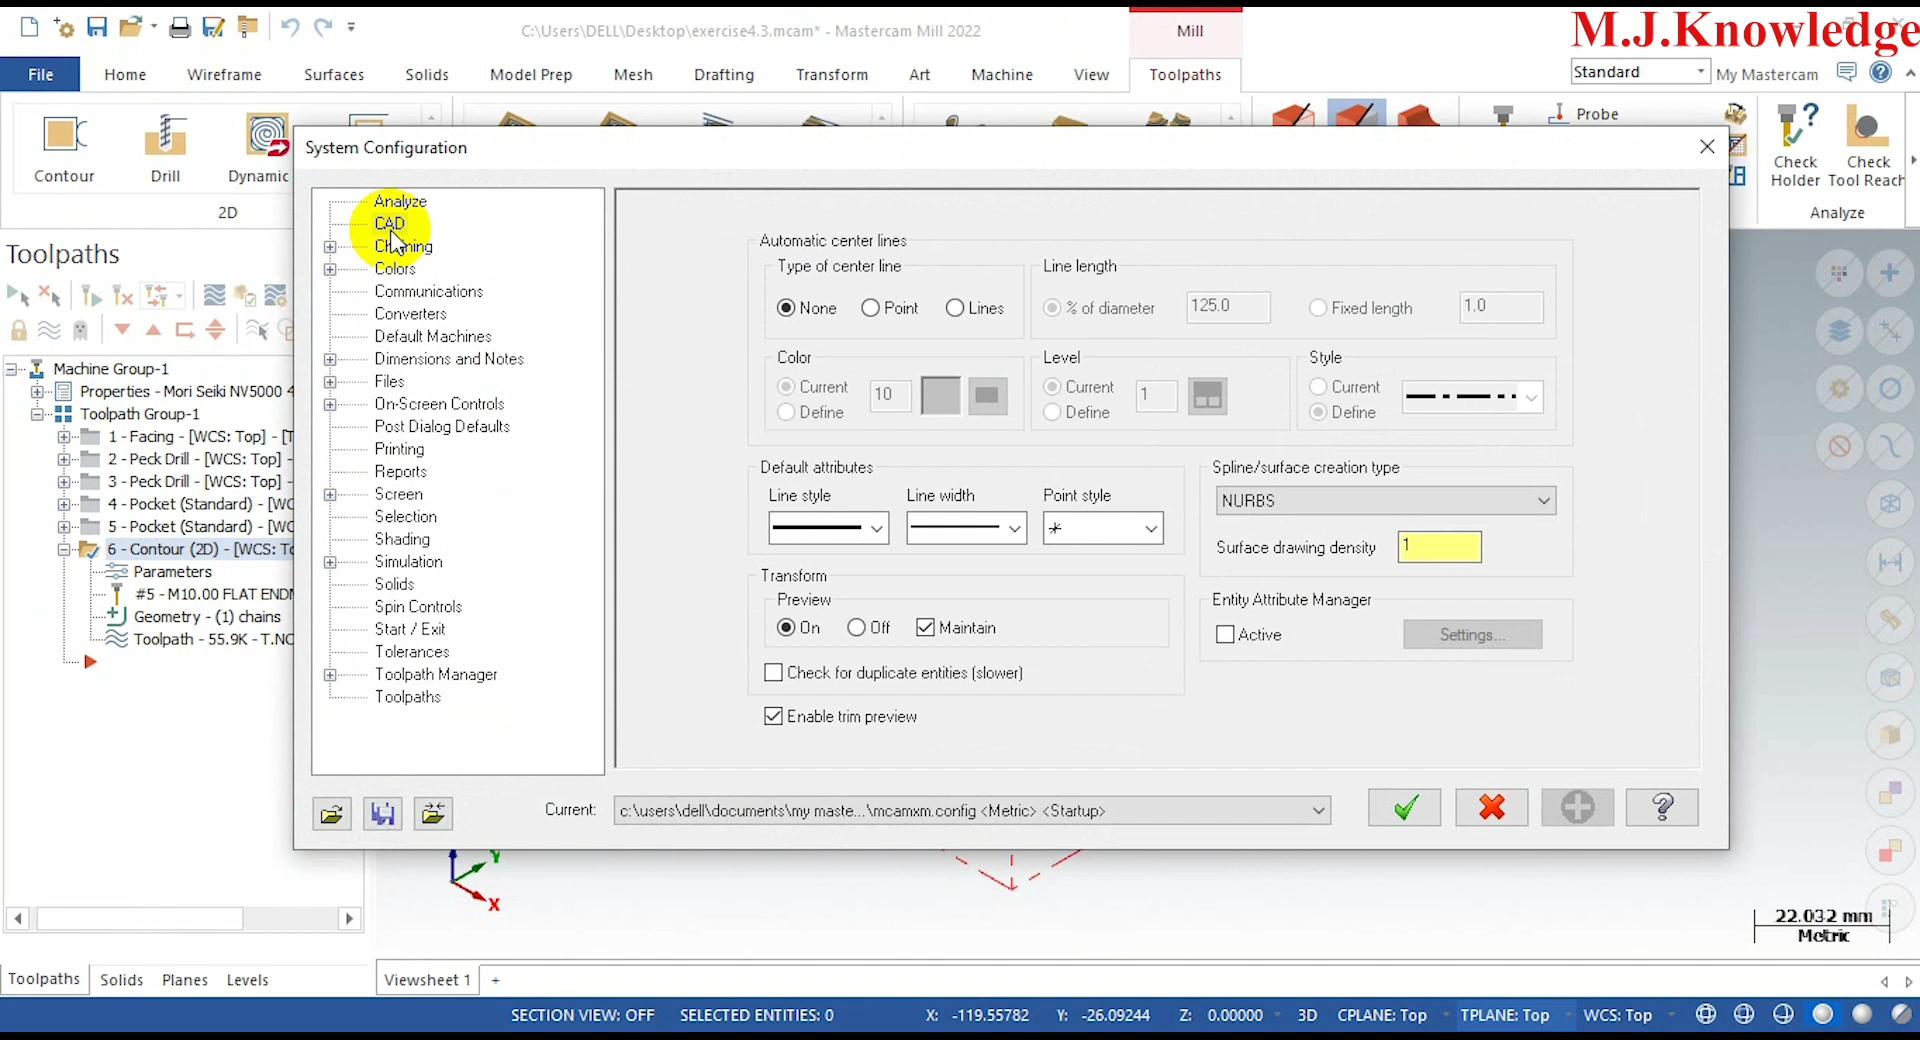 C:\Users\DELL\Desktop\exercise4.3.mcam* - Mastercam Mill 2022
Mill
M.J.Knowledge
File
Home
Wireframe
Surfaces
Solids
Model Prep
Mesh
Drafting
Transform
Art
Machine
View
Toolpaths
Standard
My Mastercam
Contour
Drill
Dynamic
2D
Probe
Check Holder
Check Tool Reach
Analyze
Toolpaths
Machine Group-1
Properties - Mori Seiki NV5000 4
Toolpath Group-1
1 - Facing - [WCS: Top] - [T
2 - Peck Drill - [WCS: Top] -
3 - Peck Drill - [WCS: Top] -
4 - Pocket (Standard) - [WC
5 - Pocket (Standard) - [WC
6 - Contour (2D) - [WCS: To
Parameters
#5 - M10.00 FLAT ENDM
Geometry - (1) chains
Toolpath - 55.9K - T.NC
System Configuration
Analyze
CAD
Chaining
Colors
Communications
Converters
Default Machines
Dimensions and Notes
Files
On-Screen Controls
Post Dialog Defaults
Printing
Reports
Screen
Selection
Shading
Simulation
Solids
Spin Controls
Start / Exit
Tolerances
Toolpath Manager
Toolpaths
Automatic center lines
Type of center line
None
Point
Lines
Line length
% of diameter
125.0
Fixed length
1.0
Color
Current
Define
10
Level
Current
Define
1
Style
Current
Define
Default attributes
Line style
Line width
Point style
Spline/surface creation type
NURBS
Surface drawing density
1
Transform
Preview
On
Off
Maintain
Check for duplicate entities (slower)
Enable trim preview
Entity Attribute Manager
Active
Settings...
Current:
c:\users\dell\documents\my maste...\mcamxm.config <Metric> <Startup>
Y
X
22.032 mm
Metric
Toolpaths
Solids
Planes
Levels
Viewsheet 1
+
SECTION VIEW: OFF
SELECTED ENTITIES: 0
X: -119.55782
Y: -26.09244
Z: 0.00000
3D
CPLANE: Top
TPLANE: Top
WCS: Top